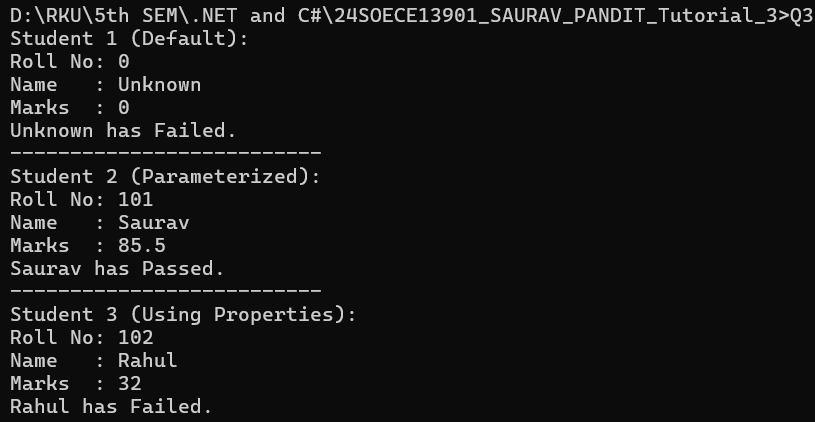 D:\RKU\5th SEM\.NET and C#\24SOECE13901_SAURAV_PANDIT_Tutorial_3>Q3
Student 1 (Default):
Roll No: 0
Name   : Unknown
Marks  : 0
Unknown has Failed.
--------------------------
Student 2 (Parameterized):
Roll No: 101
Name   : Saurav
Marks  : 85.5
Saurav has Passed.
--------------------------
Student 3 (Using Properties):
Roll No: 102
Name   : Rahul
Marks  : 32
Rahul has Failed.